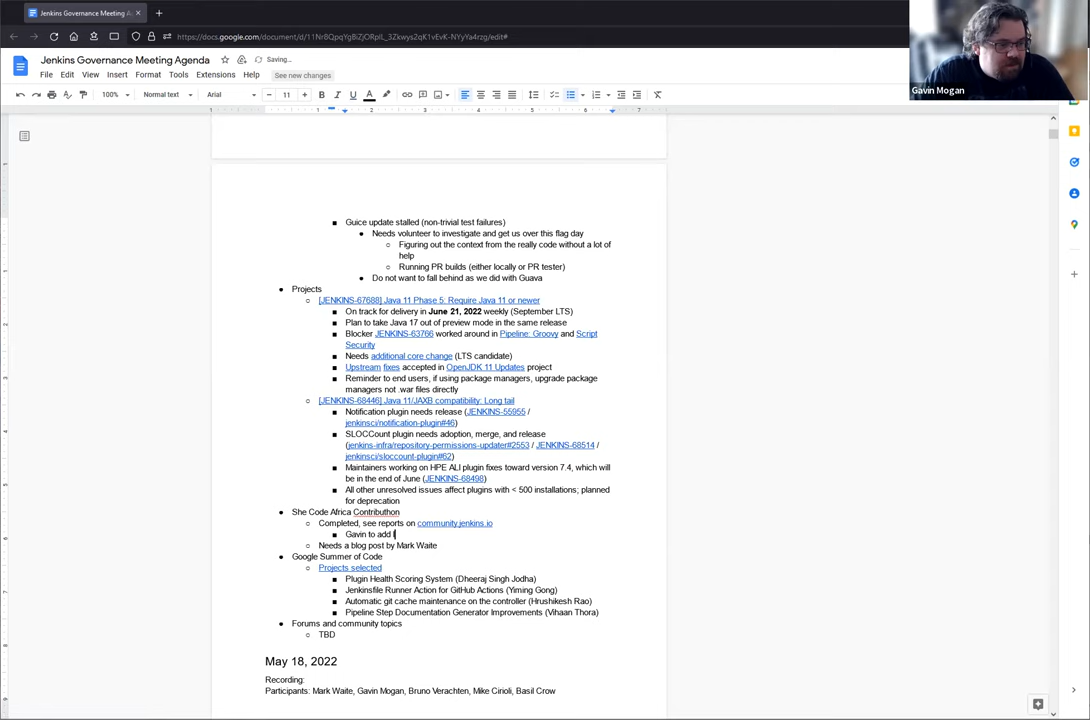 Jenkins Governance Meeting A
https://docs.google.com/document/d/11Nr8QpqYgBiZjORplL_3Zkwys2qK1vEvK-NYyYa4rzg/edit#
Jenkins Governance Meeting Agenda
Saving...
File Edit View Insert Format Tools Extensions Help See new changes
100% Normal text Arial 11
Gavin Mogan
Guice update stalled (non-trivial test failures)
Needs volunteer to investigate and get us over this flag day
Figuring out the context from the really code without a lot of
help
Running PR builds (either locally or PR tester)
Do not want to fall behind as we did with Guava
Projects
[JENKINS-67688] Java 11 Phase 5: Require Java 11 or newer
On track for delivery in June 21, 2022 weekly (September LTS)
Plan to take Java 17 out of preview mode in the same release
Blocker JENKINS-63766 worked around in Pipeline: Groovy and Script
Security
Needs additional core change (LTS candidate)
Upstream fixes accepted in OpenJDK 11 Updates project
Reminder to end users, if using package managers, upgrade package
managers not .war files directly
[JENKINS-68446] Java 11/JAXB compatibility: Long tail
Notification plugin needs release (JENKINS-55955 /
jenkinsci/notification-plugin#46)
SLOCCount plugin needs adoption, merge, and release
(jenkins-infra/repository-permissions-updater#2553 / JENKINS-68514 /
jenkinsci/sloccount-plugin#62)
Maintainers working on HPE ALI plugin fixes toward version 7.4, which will
be in the end of June (JENKINS-68498)
All other unresolved issues affect plugins with < 500 installations; planned
for deprecation
She Code Africa Contributhon
Completed, see reports on community.jenkins.io
Gavin to add l
Needs a blog post by Mark Waite
Google Summer of Code
Projects selected
Plugin Health Scoring System (Dheeraj Singh Jodha)
Jenkinsfile Runner Action for GitHub Actions (Yiming Gong)
Automatic git cache maintenance on the controller (Hrushikesh Rao)
Pipeline Step Documentation Generator Improvements (Vihaan Thora)
Forums and community topics
TBD
May 18, 2022
Recording:
Participants: Mark Waite, Gavin Mogan, Bruno Verachten, Mike Cirioli, Basil Crow